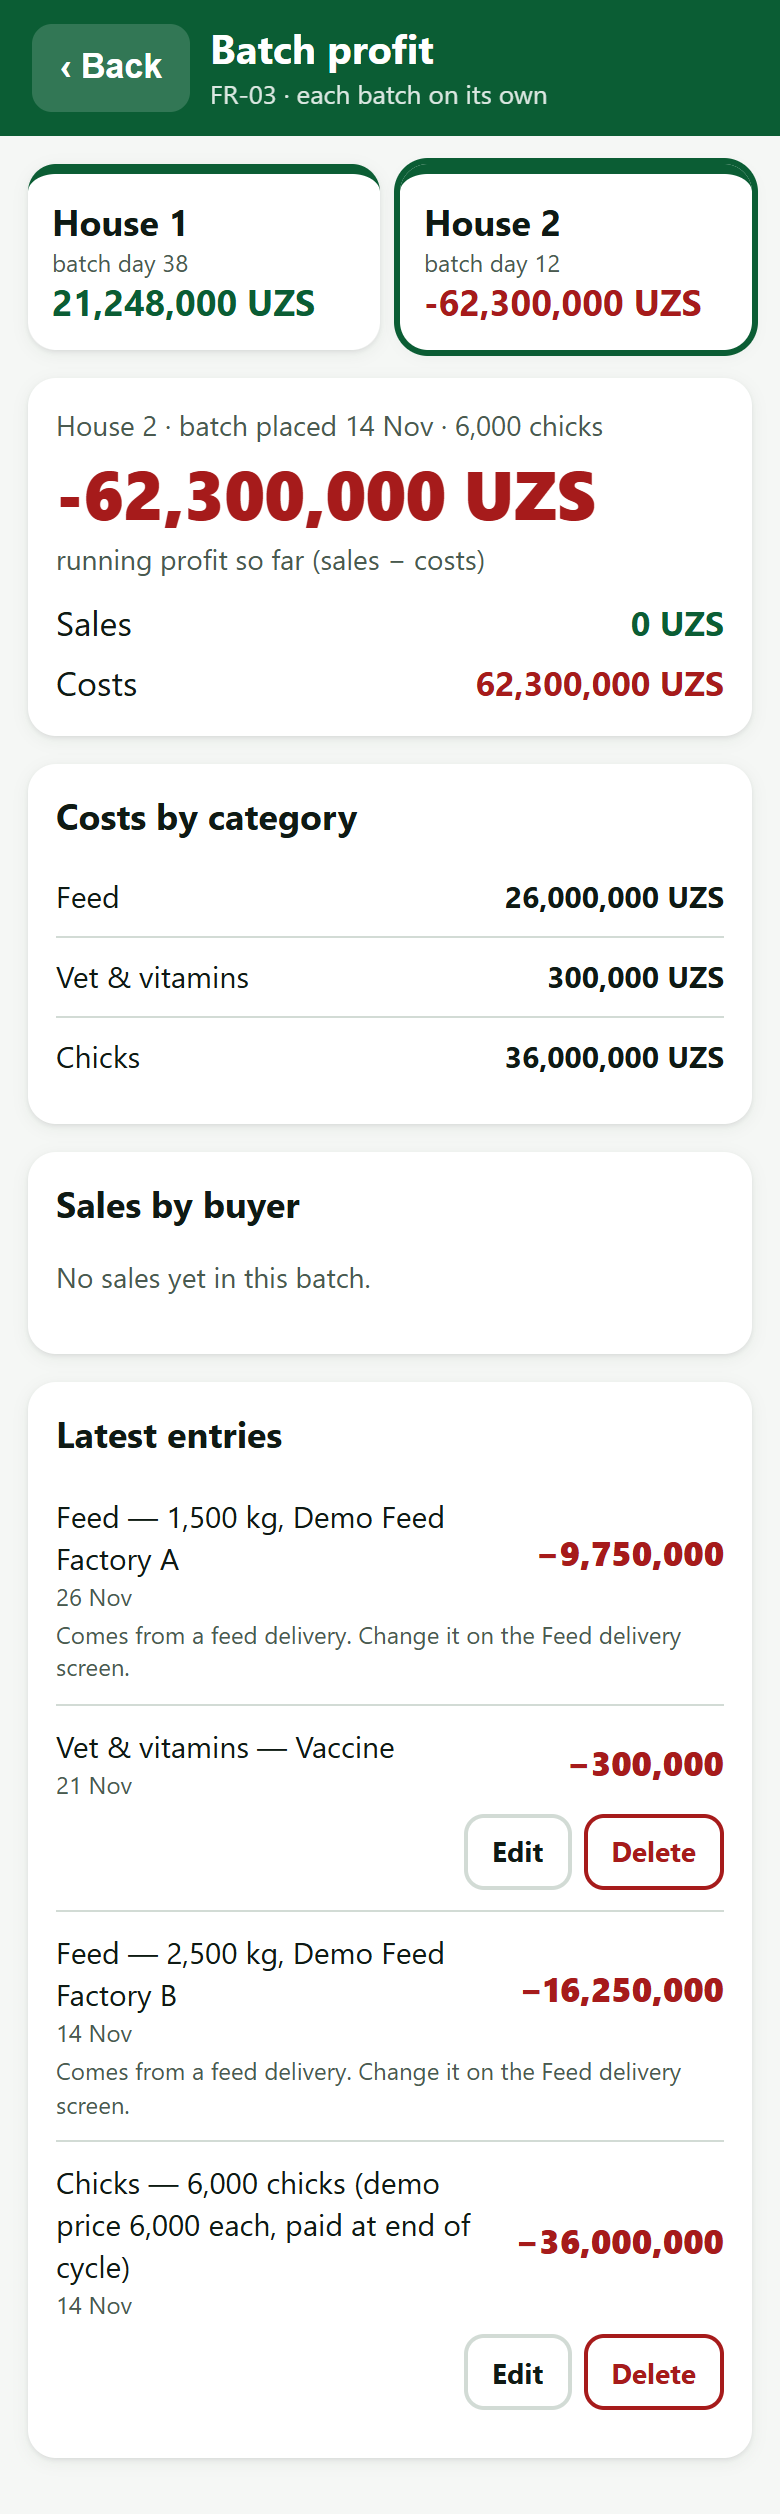 ‹ Back
Batch profit
FR-03 · each batch on its own
House 1
batch day 38
21,248,000 UZS
House 2
batch day 12
-62,300,000 UZS
House 2 · batch placed 14 Nov · 6,000 chicks
-62,300,000 UZS
running profit so far (sales − costs)
Sales 0 UZS
Costs 62,300,000 UZS
Costs by category
Feed 26,000,000 UZS
Vet & vitamins 300,000 UZS
Chicks 36,000,000 UZS
Sales by buyer
No sales yet in this batch.
Latest entries
Feed — 1,500 kg, Demo Feed
Factory A
−9,750,000
26 Nov
Comes from a feed delivery. Change it on the Feed delivery
screen.
Vet & vitamins — Vaccine
−300,000
21 Nov
Edit Delete
Feed — 2,500 kg, Demo Feed
Factory B
−16,250,000
14 Nov
Comes from a feed delivery. Change it on the Feed delivery
screen.
Chicks — 6,000 chicks (demo
price 6,000 each, paid at end of
cycle)
−36,000,000
14 Nov
Edit Delete